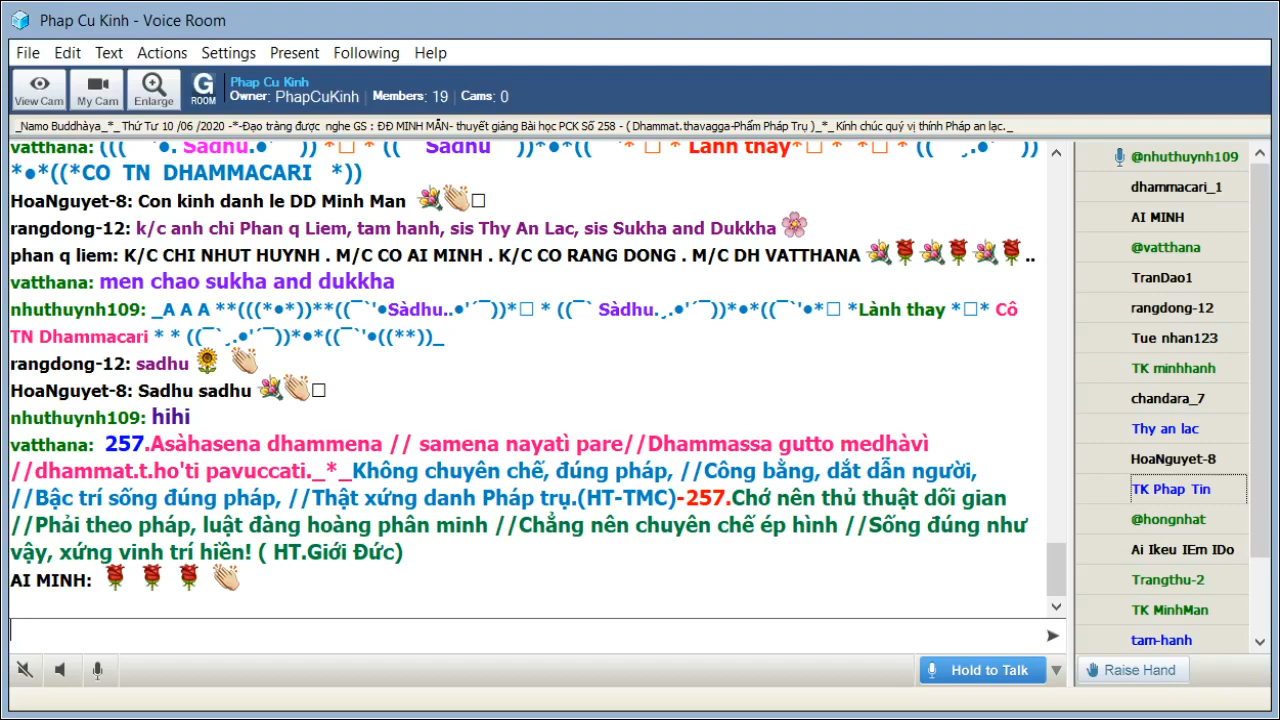 Phap Cu Kinh - Voice Room
File Edit Text Actions Settings Present Following Help
View Cam My Cam Enlarge G ROOM
Phap Cu Kinh
Owner: PhapCuKinh | Members: 19 | Cams: 0
_Namo Buddhàya_*_ Thứ Tư 10 /06 /2020 -*-Đạo tràng được nghe GS : ĐĐ MINH MẪN- thuyết giảng Bài học PCK Số 258 - ( Dhammat.thavagga-Phẩm Pháp Trụ )_*_ Kính chúc quý vị thính Pháp an lạc._
vatthana: (((¯`●. Sàdhu.●´¯)) *□ * ((¯` Sàdhu ´¯))*●*((¯`* □ * Lành thay*□ * *□ * ((¯`¸.●´¯))
*●*((*CO TN DHAMMACARI *))
HoaNguyet-8: Con kinh danh le DD Minh Man 💐👏□
rangdong-12: k/c anh chi Phan q Liem, tam hanh, sis Thy An Lac, sis Sukha and Dukkha 🌸
phan q liem: K/C CHI NHUT HUYNH . M/C CO AI MINH . K/C CO RANG DONG . M/C DH VATTHANA 💐🌹💐🌹💐🌹..
vatthana: men chao sukha and dukkha
nhuthuynh109: _A A A **(((*●*))**((¯`'●Sàdhu..●'´¯))*□ * ((¯` Sàdhu.¸.●'´¯))*●*((¯`'●*□ *Lành thay *□* Cô
TN Dhammacari * * ((¯`¸.●'´¯))*●*((¯`'●((**))_
rangdong-12: sadhu 🌻 👏
HoaNguyet-8: Sadhu sadhu 💐👏□
nhuthuynh109: hihi
vatthana: 257.Asàhasena dhammena // samena nayatì pare//Dhammassa gutto medhàvì
//dhammat.t.ho'ti pavuccati._*_Không chuyên chế, đúng pháp, //Công bằng, dắt dẫn người,
//Bậc trí sống đúng pháp, //Thật xứng danh Pháp trụ.(HT-TMC)-257.Chớ nên thủ thuật dối gian
//Phải theo pháp, luật đàng hoàng phân minh //Chẳng nên chuyên chế ép hình //Sống đúng như
vậy, xứng vinh trí hiền! ( HT.Giới Đức)
AI MINH: 🌹 🌹 🌹 👏
Hold to Talk
@nhuthuynh109
dhammacari_1
AI MINH
@vatthana
TranDao1
rangdong-12
Tue nhan123
TK minhhanh
chandara_7
Thy an lac
HoaNguyet-8
TK Phap Tin
@hongnhat
Ai lkeu IEm IDo
Trangthu-2
TK MinhMan
tam-hanh
Raise Hand